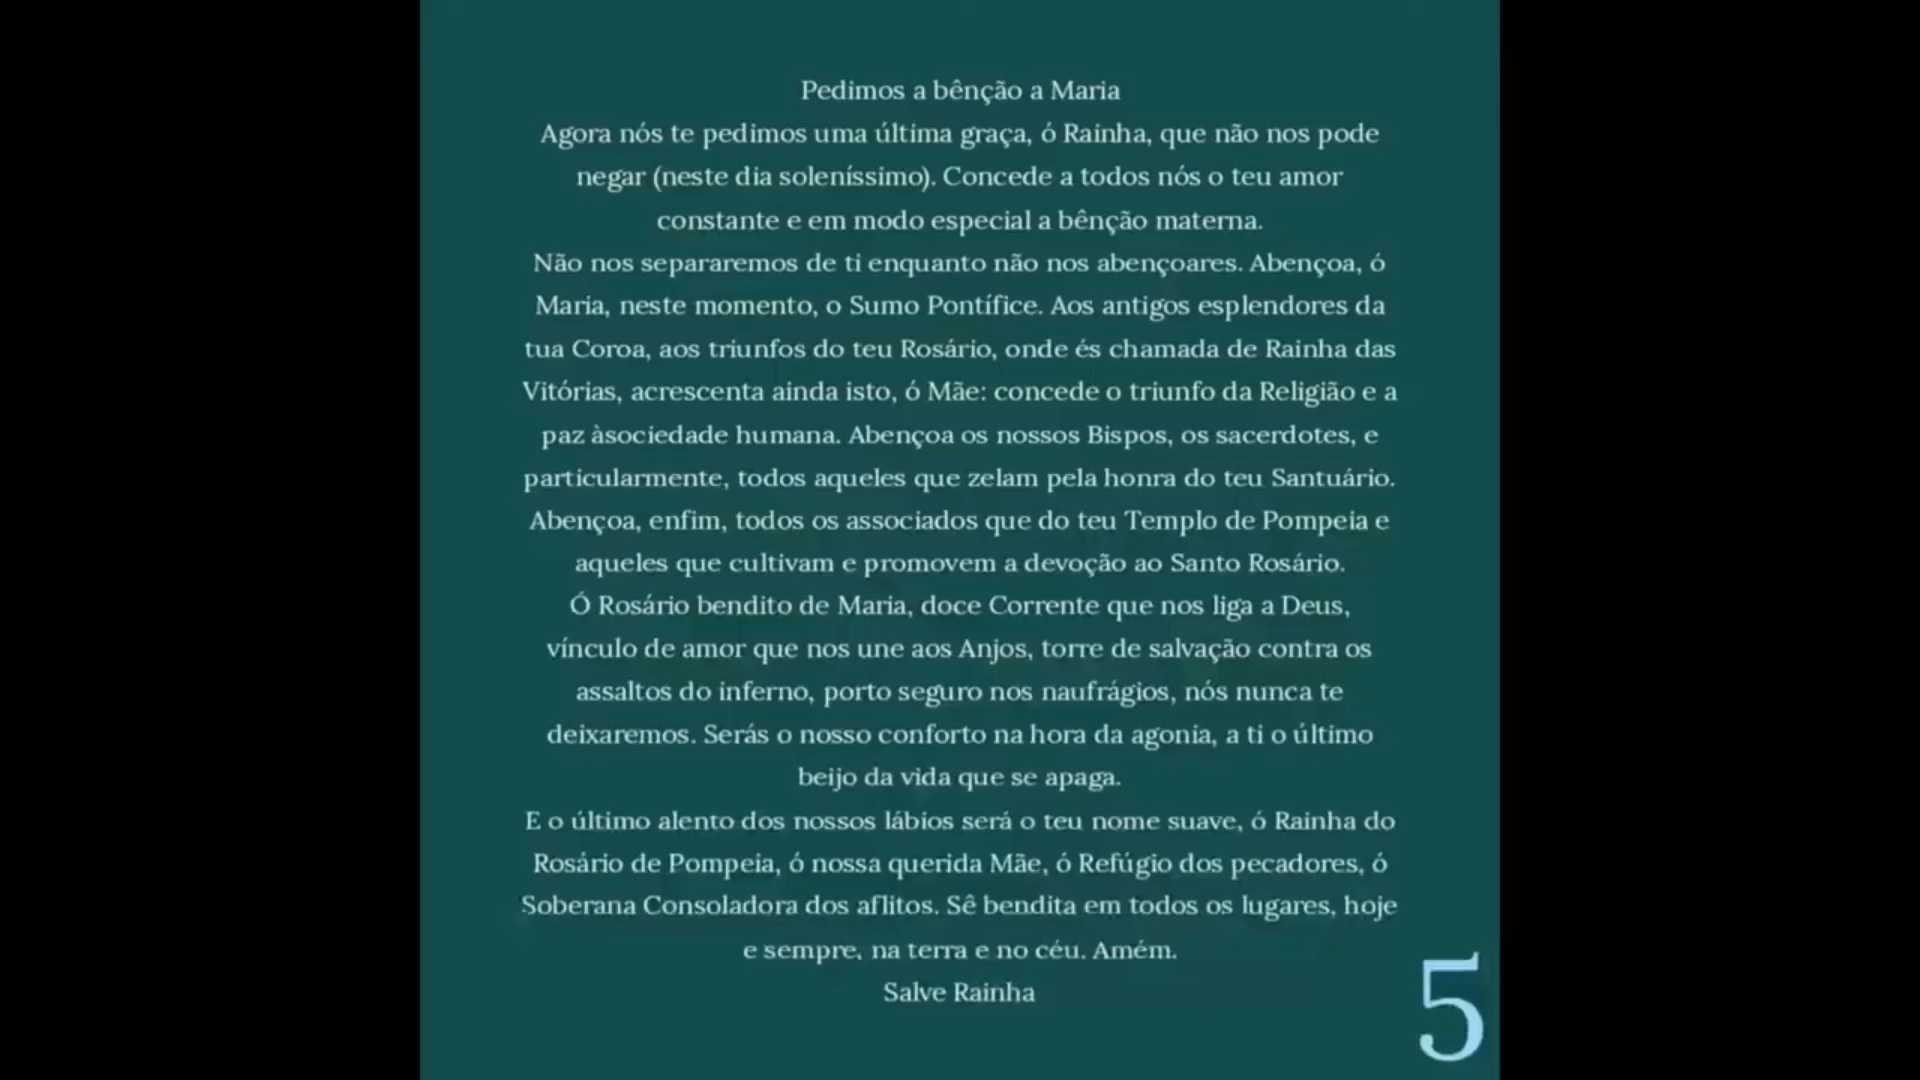 Pedimos a bênção a Maria
Agora nós te pedimos uma última graça, ó Rainha, que não nos pode
negar (neste dia soleníssimo). Concede a todos nós o teu amor
constante e em modo especial a bênção materna.
Não nos separaremos de ti enquanto não nos abençoares. Abençoa, ó
Maria, neste momento, o Sumo Pontífice. Aos antigos esplendores da
tua Coroa, aos triunfos do teu Rosário, onde és chamada de Rainha das
Vitórias, acrescenta ainda isto, ó Mãe: concede o triunfo da Religião e a
paz àsociedade humana. Abençoa os nossos Bispos, os sacerdotes, e
particularmente, todos aqueles que zelam pela honra do teu Santuário.
Abençoa, enfim, todos os associados que do teu Templo de Pompeia e
aqueles que cultivam e promovem a devoção ao Santo Rosário.
Ó Rosário bendito de Maria, doce Corrente que nos liga a Deus,
vínculo de amor que nos une aos Anjos, torre de salvação contra os
assaltos do inferno, porto seguro nos naufrágios, nós nunca te
deixaremos. Serás o nosso conforto na hora da agonia, a ti o último
beijo da vida que se apaga.
E o último alento dos nossos lábios será o teu nome suave, ó Rainha do
Rosário de Pompeia, ó nossa querida Mãe, ó Refúgio dos pecadores, ó
Soberana Consoladora dos aflitos. Sê bendita em todos os lugares, hoje
e sempre, na terra e no céu. Amém.
Salve Rainha
5